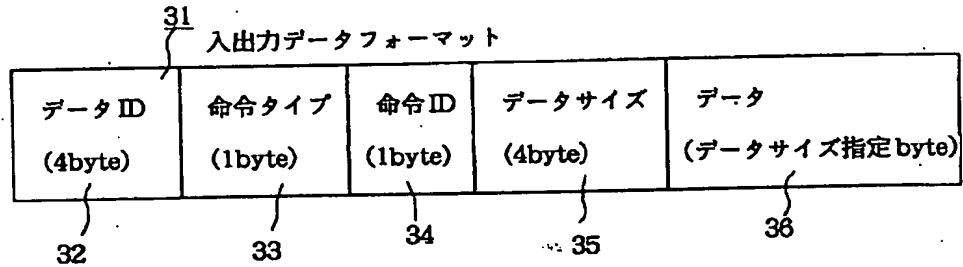 31
入出力データフォーマット
データID 命令タイプ 命令ID データサイズ データ
(4byte) (1byte) (1byte) (4byte) (データサイズ指定byte)
32 33 34 35 36